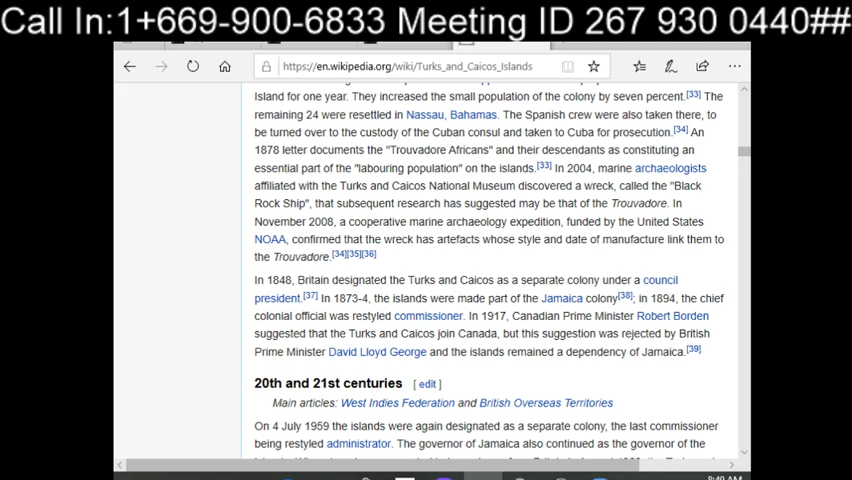 Call In:1+669-900-6833 Meeting ID 267 930 0440##
https://en.wikipedia.org/wiki/Turks_and_Caicos_Islands
Island for one year. They increased the small population of the colony by seven percent.[33] The
remaining 24 were resettled in Nassau, Bahamas. The Spanish crew were also taken there, to
be turned over to the custody of the Cuban consul and taken to Cuba for prosecution.[34] An
1878 letter documents the "Trouvadore Africans" and their descendants as constituting an
essential part of the "labouring population" on the islands.[33] In 2004, marine archaeologists
affiliated with the Turks and Caicos National Museum discovered a wreck, called the "Black
Rock Ship", that subsequent research has suggested may be that of the Trouvadore. In
November 2008, a cooperative marine archaeology expedition, funded by the United States
NOAA, confirmed that the wreck has artefacts whose style and date of manufacture link them to
the Trouvadore.[34][35][36]
In 1848, Britain designated the Turks and Caicos as a separate colony under a council
president.[37] In 1873-4, the islands were made part of the Jamaica colony[38]; in 1894, the chief
colonial official was restyled commissioner. In 1917, Canadian Prime Minister Robert Borden
suggested that the Turks and Caicos join Canada, but this suggestion was rejected by British
Prime Minister David Lloyd George and the islands remained a dependency of Jamaica.[39]
20th and 21st centuries [ edit ]
Main articles: West Indies Federation and British Overseas Territories
On 4 July 1959 the islands were again designated as a separate colony, the last commissioner
being restyled administrator. The governor of Jamaica also continued as the governor of the